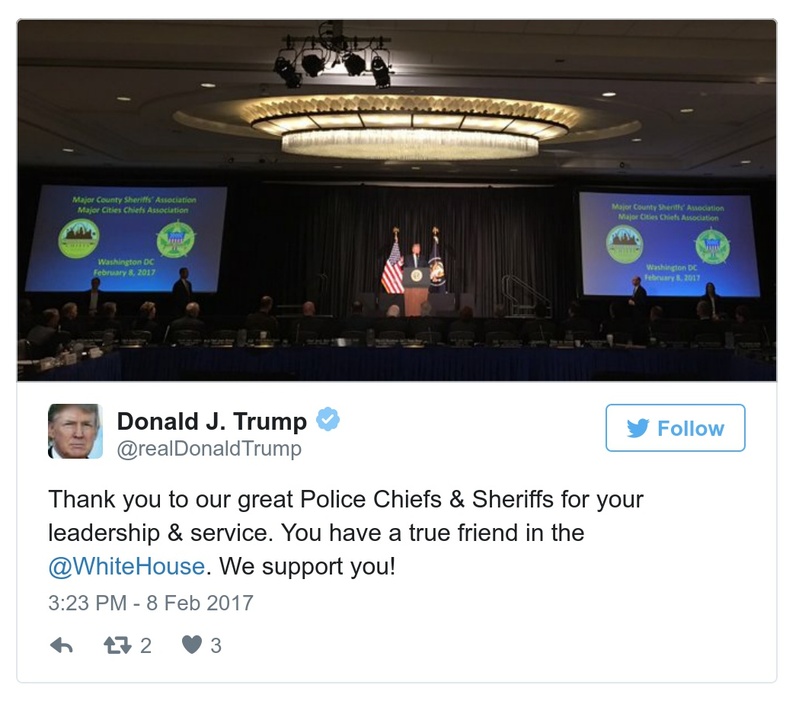 Major County Sheriffs' Association
Major Cities Chiefs Association
Washington DC
February 8, 2017
Major County Sheriffs' Association
Major Cities Chiefs Association
Washington DC
February 8, 2017
Donald J. Trump
@realDonaldTrump
Follow
Thank you to our great Police Chiefs & Sheriffs for your
leadership & service. You have a true friend in the
@WhiteHouse. We support you!
3:23 PM - 8 Feb 2017
2
3